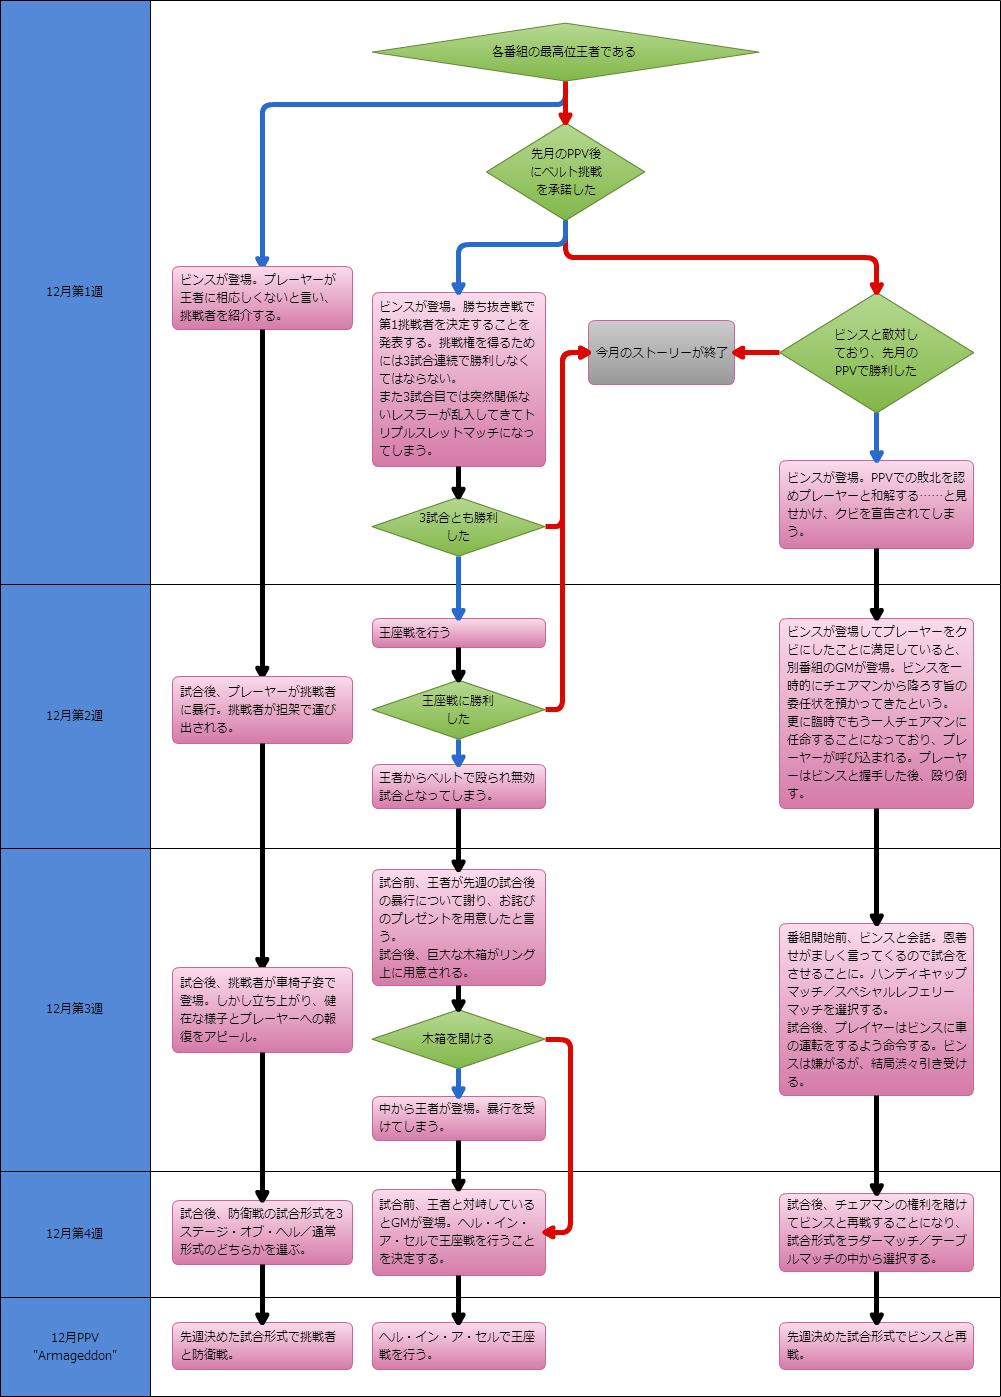 各番組の最高位王者である
先月のPPV後
にベルト挑戦
を承諾した
12月第1週
ビンスが登場。プレーヤーが
王者に相応しくないと言い、
挑戦者を紹介する。
ビンスが登場。勝ち抜き戦で
第1挑戦者を決定することを
発表する。挑戦権を得るため
には3試合連続で勝利しなく
てはならない。
また3試合目では突然関係な
いレスラーが乱入してきてト
リプルスレットマッチになっ
てしまう。
今月のストーリーが終了
ビンスと敵対し
ており、先月の
PPVで勝利した
ビンスが登場。PPVでの敗北を認
めプレーヤーと和解する……と見
せかけ、クビを宣告されてしま
う。
3試合とも勝利
した
12月第2週
試合後、プレーヤーが挑戦者
に暴行。挑戦者が担架で運び
出される。
王座戦を行う
王座戦に勝利
した
王者からベルトで殴られ無効
試合となってしまう。
ビンスが登場してプレーヤーをク
ビにしたことに満足していると、
別番組のGMが登場。ビンスを一
時的にチェアマンから降ろす旨の
委任状を預かってきたという。
更に臨時でもう一人チェアマンに
任命することになっており、プレ
ーヤーが呼び込まれる。プレーヤ
ーはビンスと握手した後、殴り倒
す。
12月第3週
試合後、挑戦者が車椅子姿で
登場。しかし立ち上がり、健
在な様子とプレーヤーへの報
復をアピール。
試合前、王者が先週の試合後
の暴行について謝り、お詫び
のプレゼントを用意したと言
う。
試合後、巨大な木箱がリング
上に用意される。
木箱を開ける
中から王者が登場。暴行を受
けてしまう。
番組開始前、ビンスと会話。恩着
せがましく言ってくるので試合を
させることに。ハンディキャップ
マッチ／スペシャルレフェリー
マッチを選択する。
試合後、プレイヤーはビンスに車
の運転をするよう命令する。ビン
スは嫌がるが、結局渋々引き受け
る。
12月第4週
試合後、防衛戦の試合形式を3
ステージ・オブ・ヘル／通常
形式のどちらかを選ぶ。
試合前、王者と対峙している
とGMが登場。ヘル・イン・
ア・セルで王座戦を行うこと
を決定する。
試合後、チェアマンの権利を賭け
てビンスと再戦することになり、
試合形式をラダーマッチ／テーブ
ルマッチの中から選択する。
12月PPV
"Armageddon"
先週決めた試合形式で挑戦者
と防衛戦。
ヘル・イン・ア・セルで王座
戦を行う。
先週決めた試合形式でビンスと再
戦。